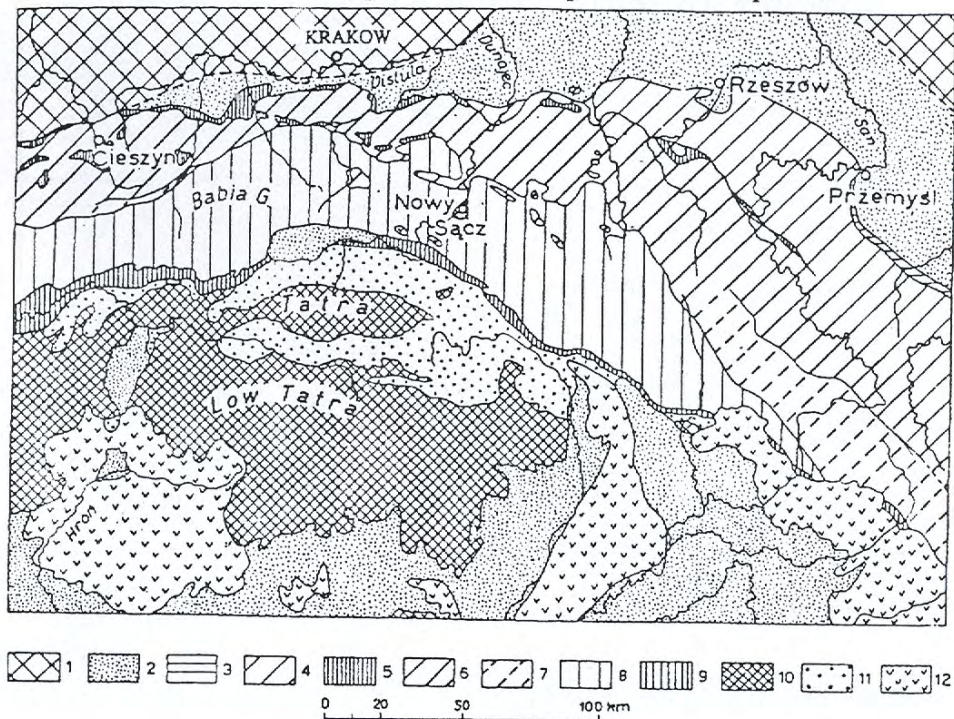 KRAKÓW
Dunajec
Vistula
Rzeszów
San
Cieszyn
Przemyśl
Babia G
Nowy
Sącz
Tatra
Low Tatra
Hron
1 2 3 4 5 6 7 8 9 10 11 12
0 20 50 100 km